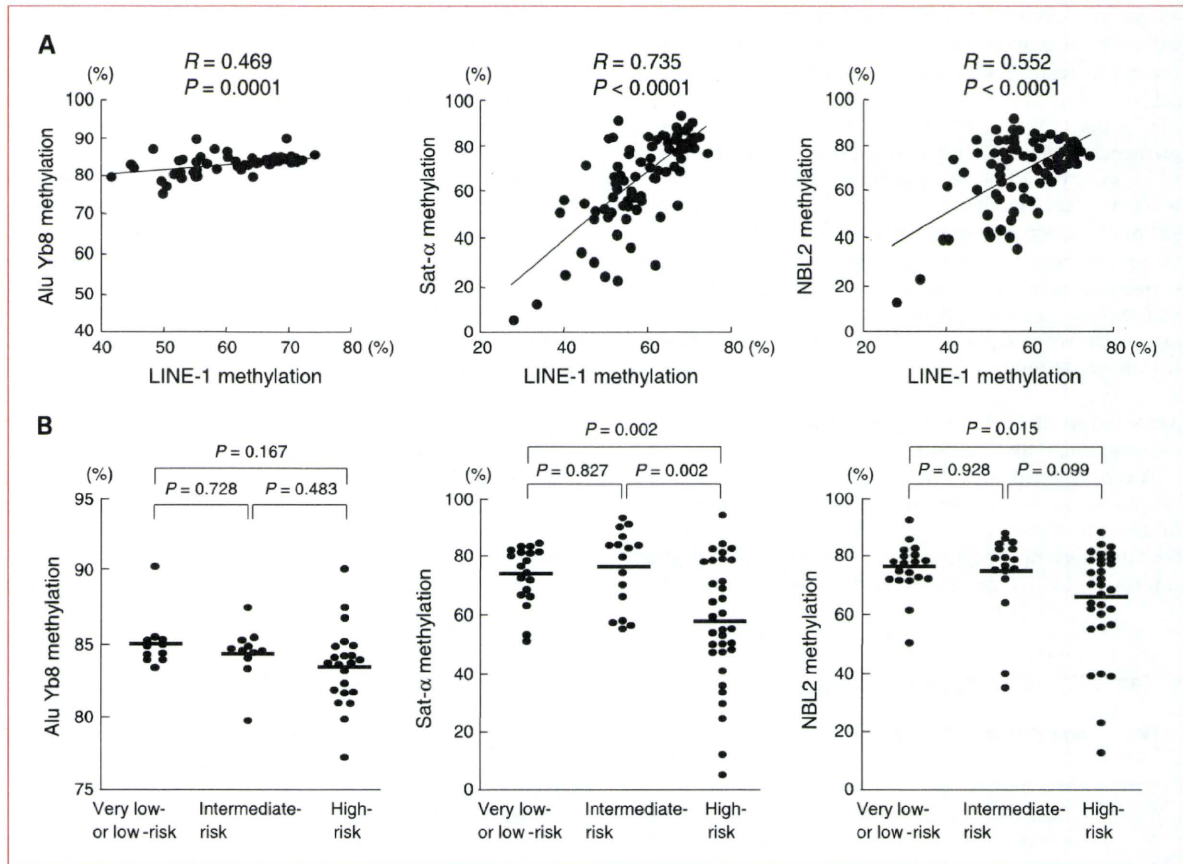 A
R = 0.469
P = 0.0001
(%)
100
90
80
70
60
50
40
Alu Yb8 methylation
40 50 60 70 80 (%)
LINE-1 methylation
R = 0.735
P < 0.0001
(%)
100
80
60
40
20
0
Sat-α methylation
20 40 60 80 (%)
LINE-1 methylation
R = 0.552
P < 0.0001
(%)
100
80
60
40
20
0
NBL2 methylation
20 40 60 80 (%)
LINE-1 methylation
B
P = 0.167
P = 0.728 P = 0.483
(%)
95
90
85
80
75
Alu Yb8 methylation
Very low- Intermediate- High-
or low -risk risk risk
P = 0.002
P = 0.827 P = 0.002
(%)
100
80
60
40
20
0
Sat-α methylation
Very low- Intermediate- High-
or low -risk risk risk
P = 0.015
P = 0.928 P = 0.099
(%)
100
80
60
40
20
0
NBL2 methylation
Very low- Intermediate- High-
or low -risk risk risk